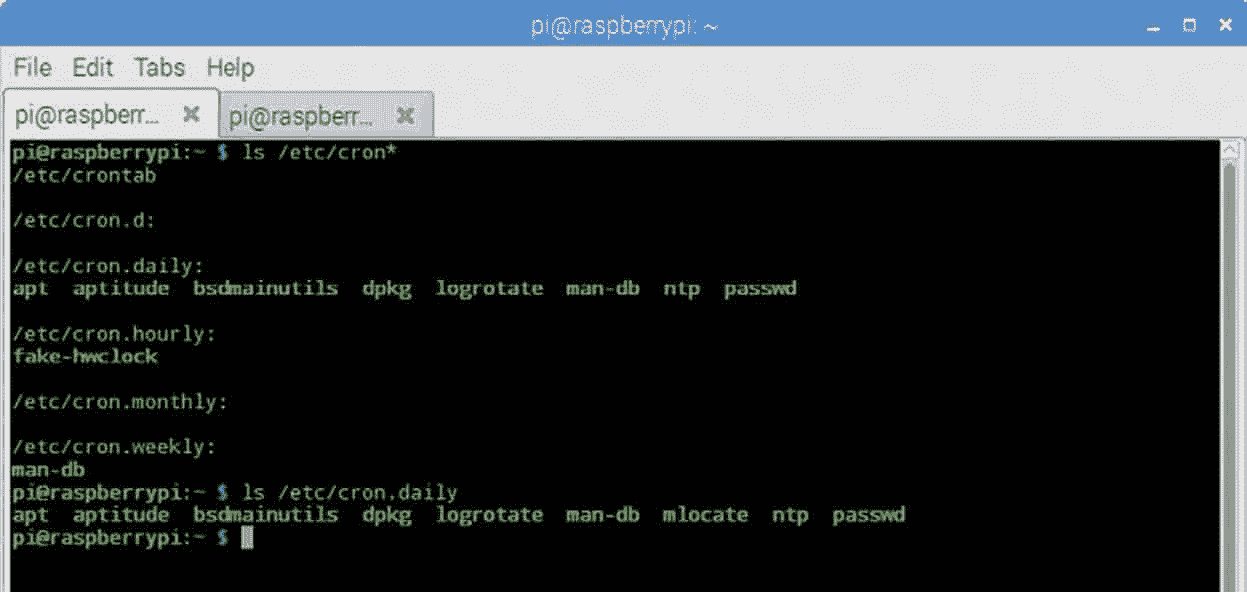 pi@raspberrypi: ~
File Edit Tabs Help
pi@raspberr... pi@raspberr...
pi@raspberrypi:~ $ ls /etc/cron*
/etc/crontab
/etc/cron.d:
/etc/cron.daily:
apt aptitude bsdmainutils dpkg logrotate man-db ntp passwd
/etc/cron.hourly:
fake-hwclock
/etc/cron.monthly:
/etc/cron.weekly:
man-db
pi@raspberrypi:~ $ ls /etc/cron.daily
apt aptitude bsdmainutils dpkg logrotate man-db mlocate ntp passwd
pi@raspberrypi:~ $